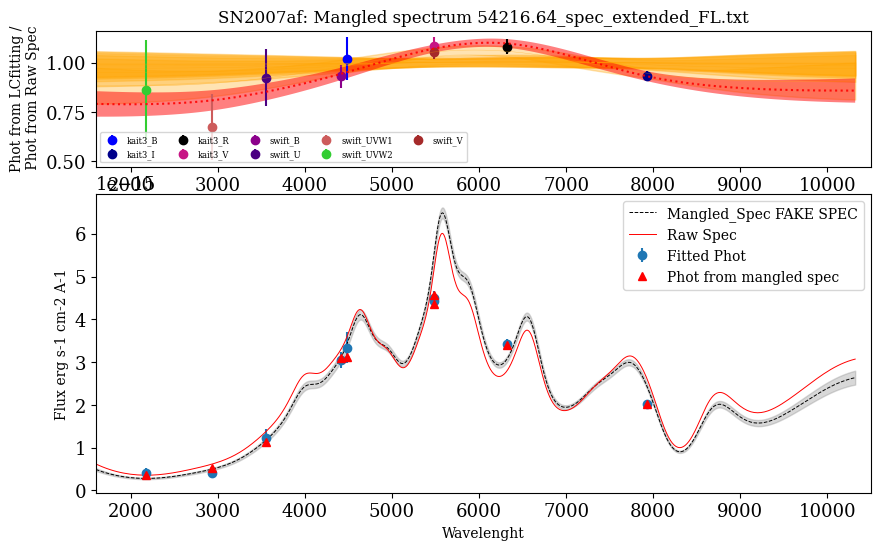 SN2007af: Mangled spectrum 54216.64_spec_extended_FL.txt
Phot from LCfitting /
Phot from Raw Spec
1.00
0.75
0.50
kait3_B
kait3_R
swift_B
swift_UVW1
swift_V
kait3_I
kait3_V
swift_U
swift_UVW2
2000 3000 4000 5000 6000 7000 8000 9000 10000
1e−15
Mangled_Spec FAKE SPEC
Raw Spec
Fitted Phot
Phot from mangled spec
Flux erg s-1 cm-2 A-1
6
5
4
3
2
1
0
2000 3000 4000 5000 6000 7000 8000 9000 10000
Wavelenght